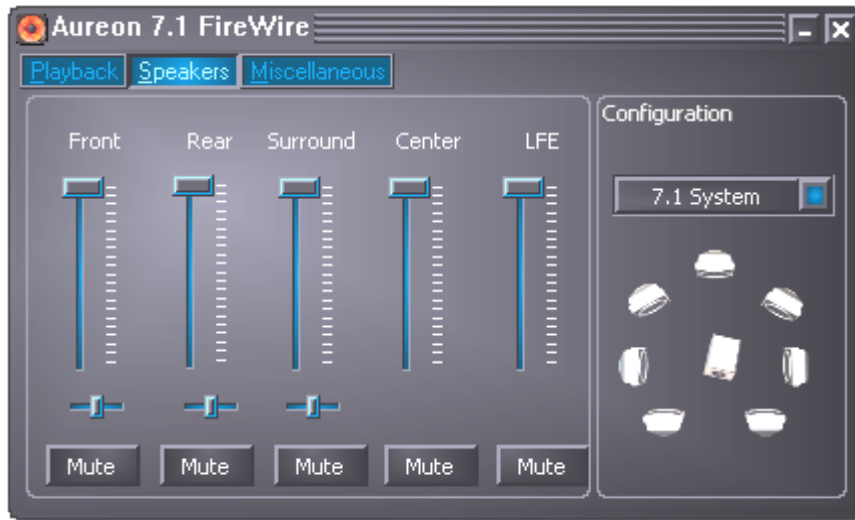 Aureon 7.1 FireWire
Playback Speakers Miscellaneous
Front Rear Surround Center LFE
Configuration
7.1 System
Mute Mute Mute Mute Mute